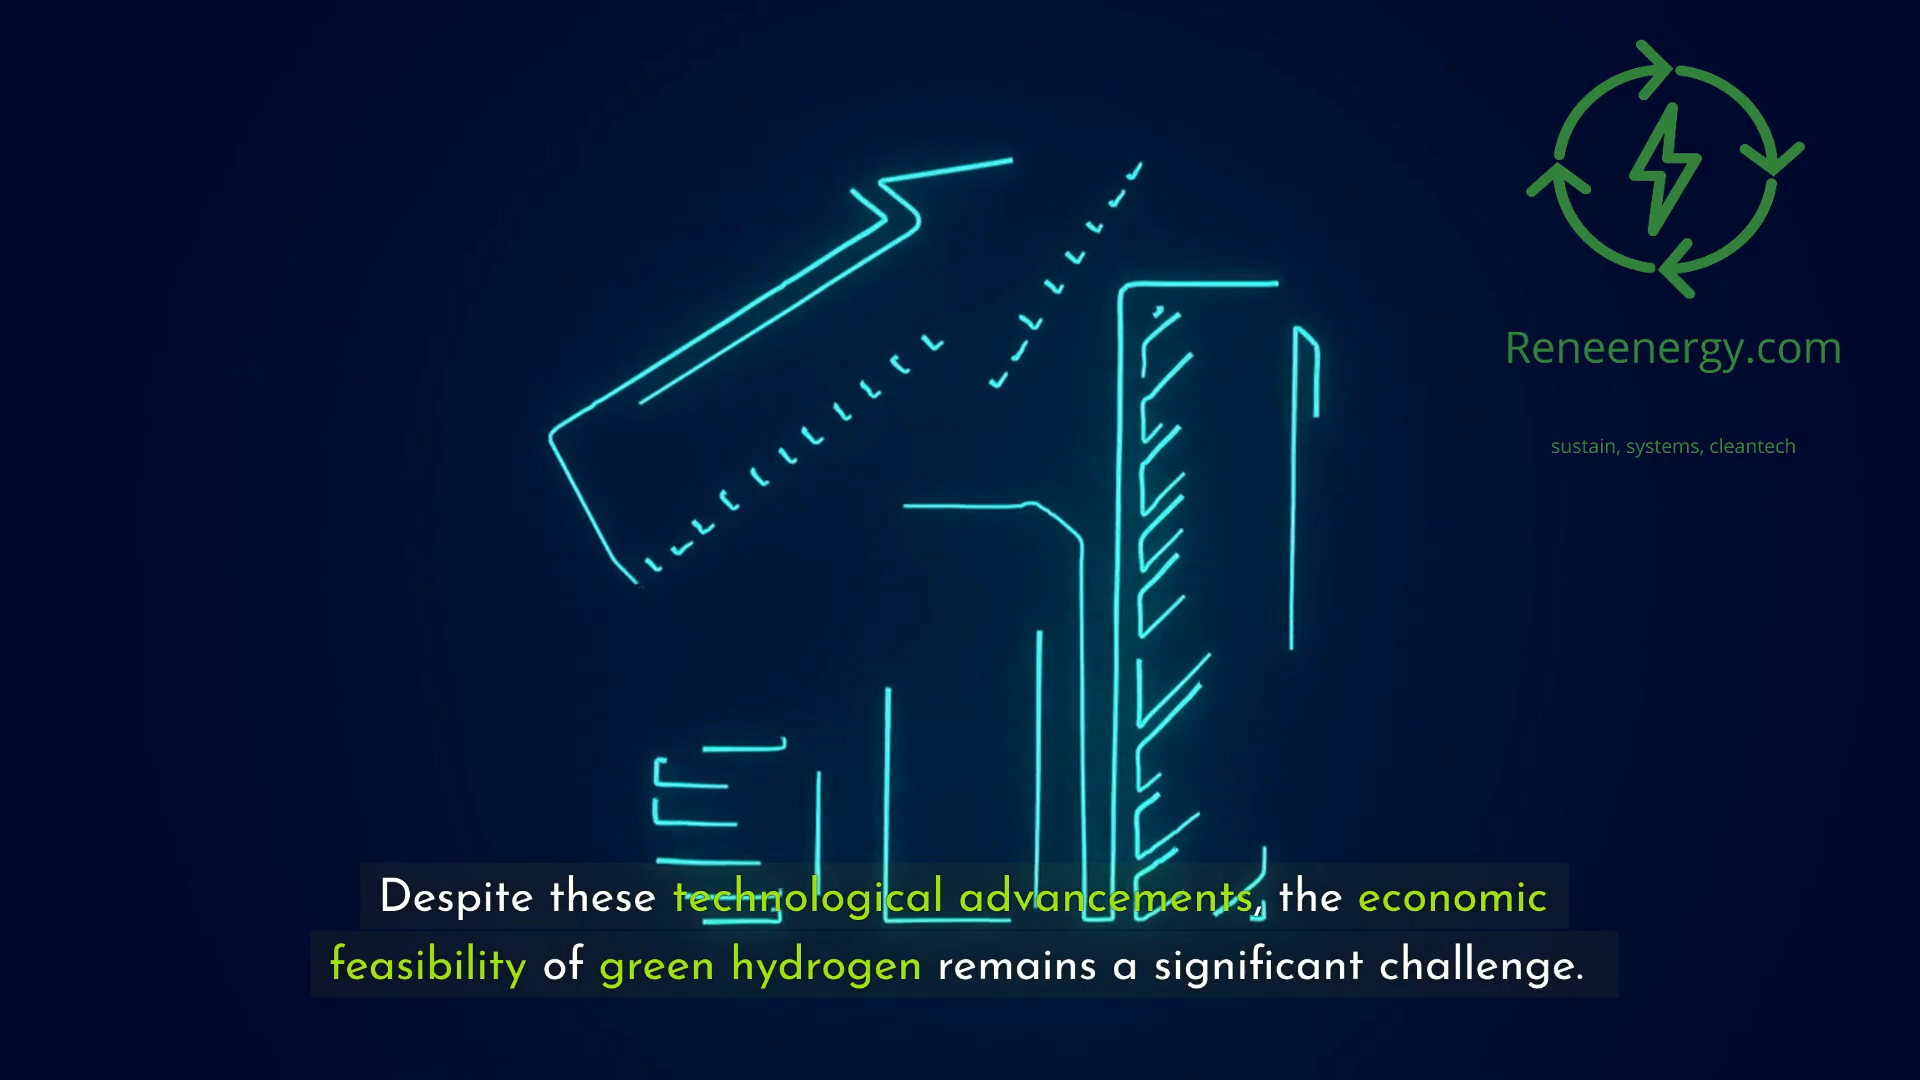 Reneenergy.com
sustain, systems, cleantech
Despite these technological advancements, the economic
feasibility of green hydrogen remains a significant challenge.